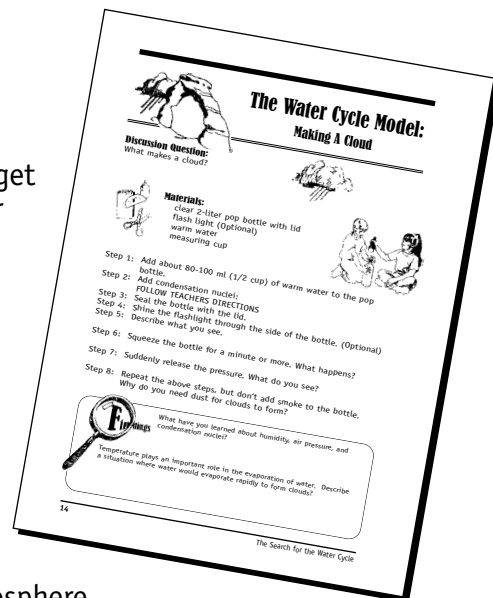 get
The Water Cycle Model:
Making A Cloud
Discussion Question:
What makes a cloud?
Materials:
clear 2-liter pop bottle with lid
flash light (Optional)
warm water
measuring cup
Step 1: Add about 80-100 ml (1/2 cup) of warm water to the pop
bottle.
Step 2: Add condensation nuclei:
FOLLOW TEACHERS DIRECTIONS
Step 3: Seal the bottle with the lid.
Step 4: Shine the flashlight through the side of the bottle. (Optional)
Step 5: Describe what you see.
Step 6: Squeeze the bottle for a minute or more. What happens?
Step 7: Suddenly release the pressure. What do you see?
Step 8: Repeat the above steps, but don't add smoke to the bottle.
Why do you need dust for clouds to form?
Findings
What have you learned about humidity, air pressure, and
condensation nuclei?
Temperature plays an important role in the evaporation of water. Describe
a situation where water would evaporate rapidly to form clouds?
14
The Search for the Water Cycle
osphere